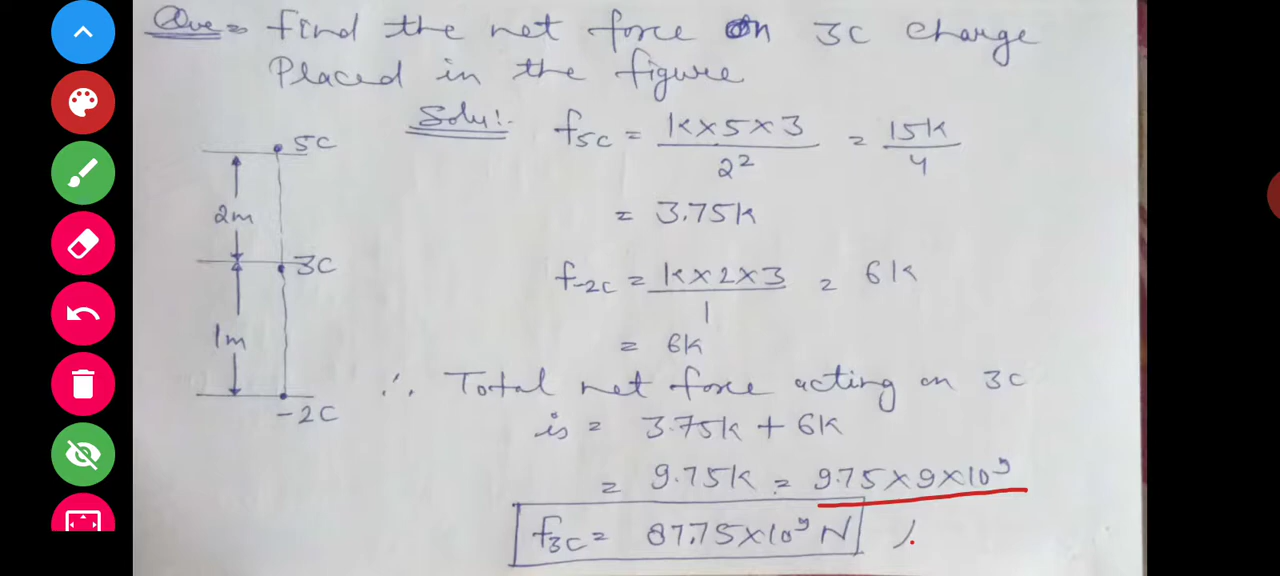 Que = find the net force on 3C charge
Placed in the figure
Solu:-
f5C = K×5×3 / 2² = 15K / 4
= 3.75K
f-2C = K×2×3 / 1 = 6K
= 6K
5C
2m
3C
1m
-2C
∴ Total net force acting on 3C
is = 3.75K + 6K
= 9.75K = 9.75×9×10⁹
f3C = 87.75×10⁹ N